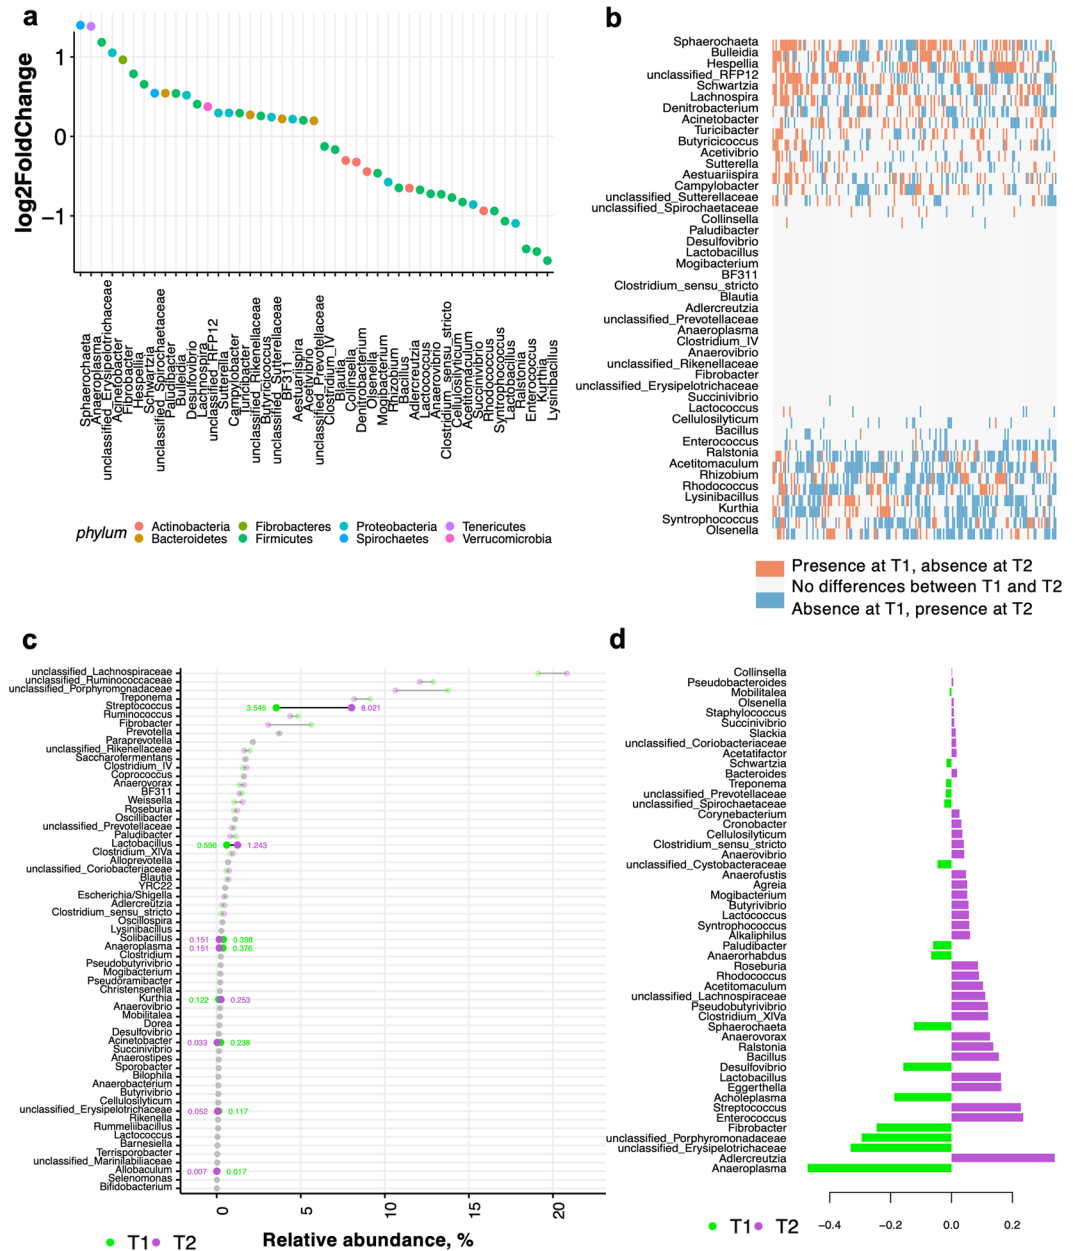 a
log2FoldChange
1
0
−1
Sphaerochaeta
Anaeroplasma
unclassified_Erysipelotrichaceae
Acinetobacter
Fibrobacter
Hespellia
Schwartzia
unclassified_Spirochaetaceae
Paludibacter
Bulleidia
Desulfovibrio
Lachnospira
unclassified_RFP12
Sutterella
Campylobacter
Turicibacter
unclassified_Rikenellaceae
Butyricicoccus
unclassified_Sutterellaceae
BF311
Aestuariispira
Acetivibrio
unclassified_Prevotellaceae
Clostridium_IV
Blautia
Collinsella
Denitrobacterium
Olsenella
Mogibacterium
Rhizobium
Bacillus
Adlercreutzia
Lactococcus
Anaerovibrio
Clostridium_sensu_stricto
Cellulosilyticum
Acetitomaculum
Succinivibrio
Rhodococcus
Syntrophococcus
Lactobacillus
Ralstonia
Enterococcus
Kurthia
Lysinibacillus
phylum
Actinobacteria
Fibrobacteres
Proteobacteria
Tenericutes
Bacteroidetes
Firmicutes
Spirochaetes
Verrucomicrobia
b
Sphaerochaeta
Bulleidia
Hespellia
unclassified_RFP12
Schwartzia
Lachnospira
Denitrobacterium
Acinetobacter
Turicibacter
Butyricicoccus
Acetivibrio
Sutterella
Aestuariispira
Campylobacter
unclassified_Sutterellaceae
unclassified_Spirochaetaceae
Collinsella
Paludibacter
Desulfovibrio
Lactobacillus
Mogibacterium
BF311
Clostridium_sensu_stricto
Blautia
Adlercreutzia
unclassified_Prevotellaceae
Anaeroplasma
Clostridium_IV
Anaerovibrio
unclassified_Rikenellaceae
Fibrobacter
unclassified_Erysipelotrichaceae
Succinivibrio
Lactococcus
Cellulosilyticum
Bacillus
Enterococcus
Ralstonia
Acetitomaculum
Rhizobium
Rhodococcus
Lysinibacillus
Kurthia
Syntrophococcus
Olsenella
Presence at T1, absence at T2
No differences between T1 and T2
Absence at T1, presence at T2
c
unclassified_Lachnospiraceae
unclassified_Ruminococcaceae
unclassified_Porphyromonadaceae
Treponema
Streptococcus 3.545 8.021
Ruminococcus
Fibrobacter
Prevotella
Paraprevotella
unclassified_Rikenellaceae
Saccharofermentans
Clostridium_IV
Coprococcus
Anaerovorax
BF311
Weissella
Roseburia
Oscillibacter
unclassified_Prevotellaceae
Paludibacter
Lactobacillus 0.596 1.243
Clostridium_XlVa
Alloprevotella
unclassified_Coriobacteriaceae
Blautia
YRC22
Escherichia/Shigella
Adlercreutzia
Clostridium_sensu_stricto
Oscillospira
Lysinibacillus
Solibacillus 0.151 0.398
Anaeroplasma 0.151 0.376
Clostridium
Pseudobutyrivibrio
Mogibacterium
Pseudoramibacter
Christensenella
Kurthia 0.122 0.253
Anaerovibrio
Mobilitalea
Dorea
Desulfovibrio
Acinetobacter 0.033 0.238
Succinivibrio
Anaerostipes
Sporobacter
Bilophila
Anaerobacterium
Butyrivibrio
Cellulosilyticum
unclassified_Erysipelotrichaceae 0.052 0.117
Rikenella
Rummeliibacillus
Lactococcus
Barnesiella
Terrisporobacter
unclassified_Marinilabiliaceae
Allobaculum 0.007 0.017
Selenomonas
Bifidobacterium
0 5 10 15 20
T1 T2 Relative abundance, %
d
Collinsella
Pseudobacteroides
Mobilitalea
Olsenella
Staphylococcus
Succinivibrio
Slackia
unclassified_Coriobacteriaceae
Acetatifactor
Schwartzia
Bacteroides
Treponema
unclassified_Prevotellaceae
unclassified_Spirochaetaceae
Corynebacterium
Cronobacter
Cellulosilyticum
Clostridium_sensu_stricto
Anaerovibrio
unclassified_Cystobacteraceae
Anaerofustis
Agreia
Mogibacterium
Butyrivibrio
Lactococcus
Syntrophococcus
Alkaliphilus
Paludibacter
Anaerorhabdus
Roseburia
Rhodococcus
Acetitomaculum
unclassified_Lachnospiraceae
Pseudobutyrivibrio
Clostridium_XlVa
Sphaerochaeta
Anaerovorax
Ralstonia
Bacillus
Desulfovibrio
Lactobacillus
Eggerthella
Acholeplasma
Streptococcus
Enterococcus
Fibrobacter
unclassified_Porphyromonadaceae
unclassified_Erysipelotrichaceae
Adlercreutzia
Anaeroplasma
−0.4 −0.2 0.0 0.2
T1 T2